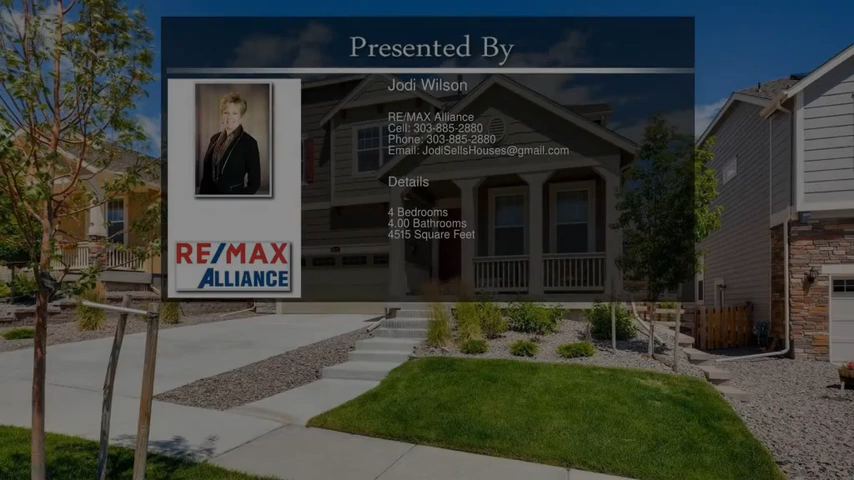 Presented By
Jodi Wilson
RE/MAX Alliance
Cell: 303-885-2880
Phone: 303-885-2880
Email: JodiSellsHouses@gmail.com
Details
4 Bedrooms
4.00 Bathrooms
4515 Square Feet
RE/MAX
ALLIANCE